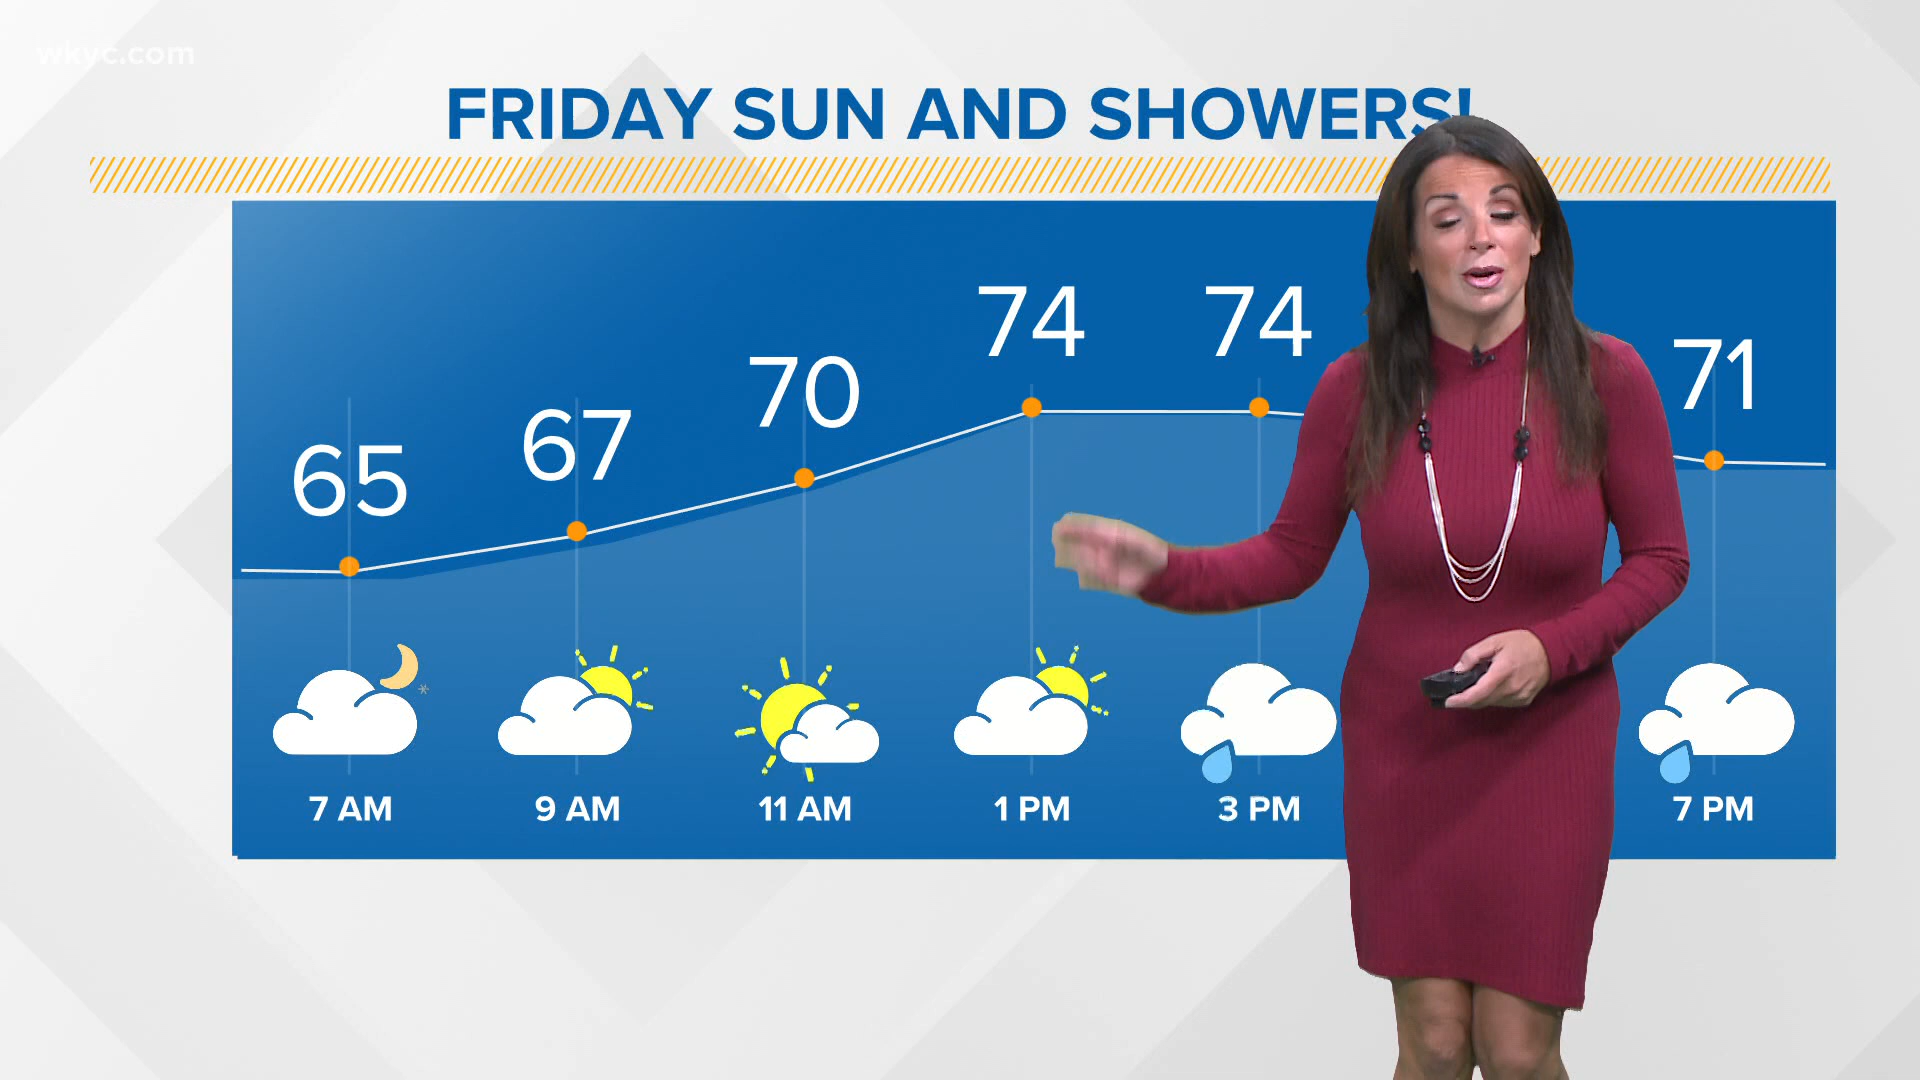 wkyc.com
FRIDAY SUN AND SHOWERS!
65 67 70 74 74 71
7 AM 9 AM 11 AM 1 PM 3 PM 7 PM